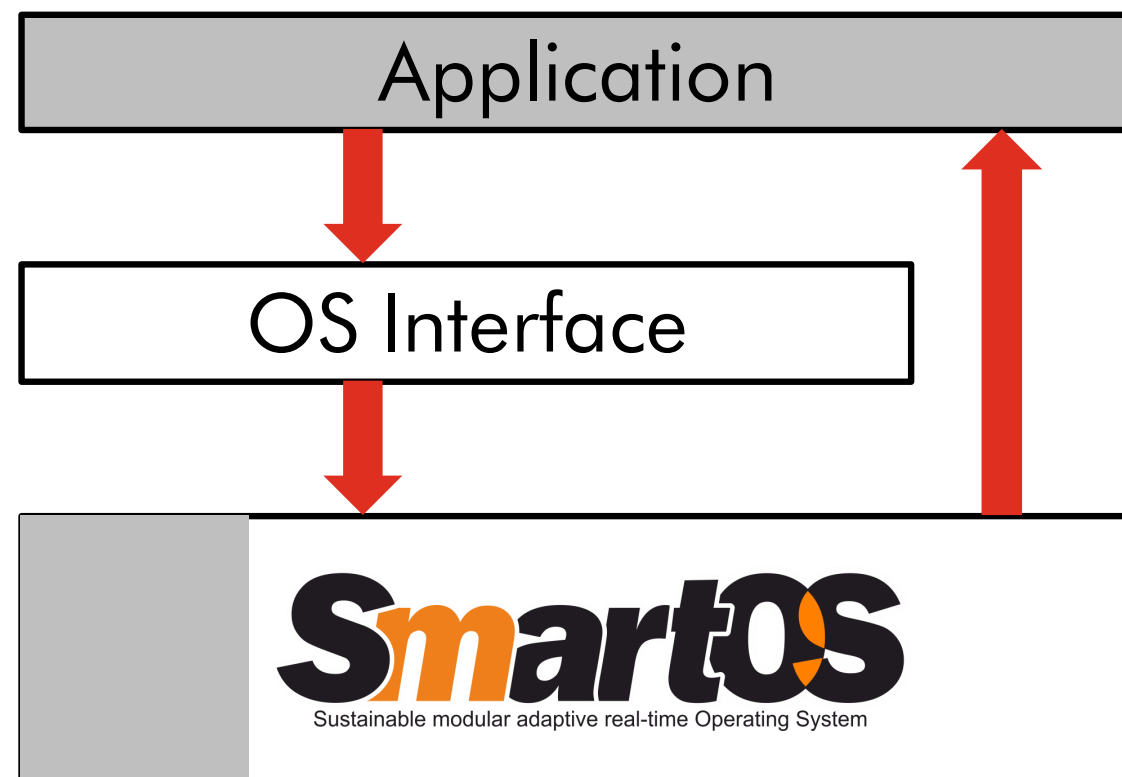 Application
OS Interface
SmartOS
Sustainable modular adaptive real-time Operating System